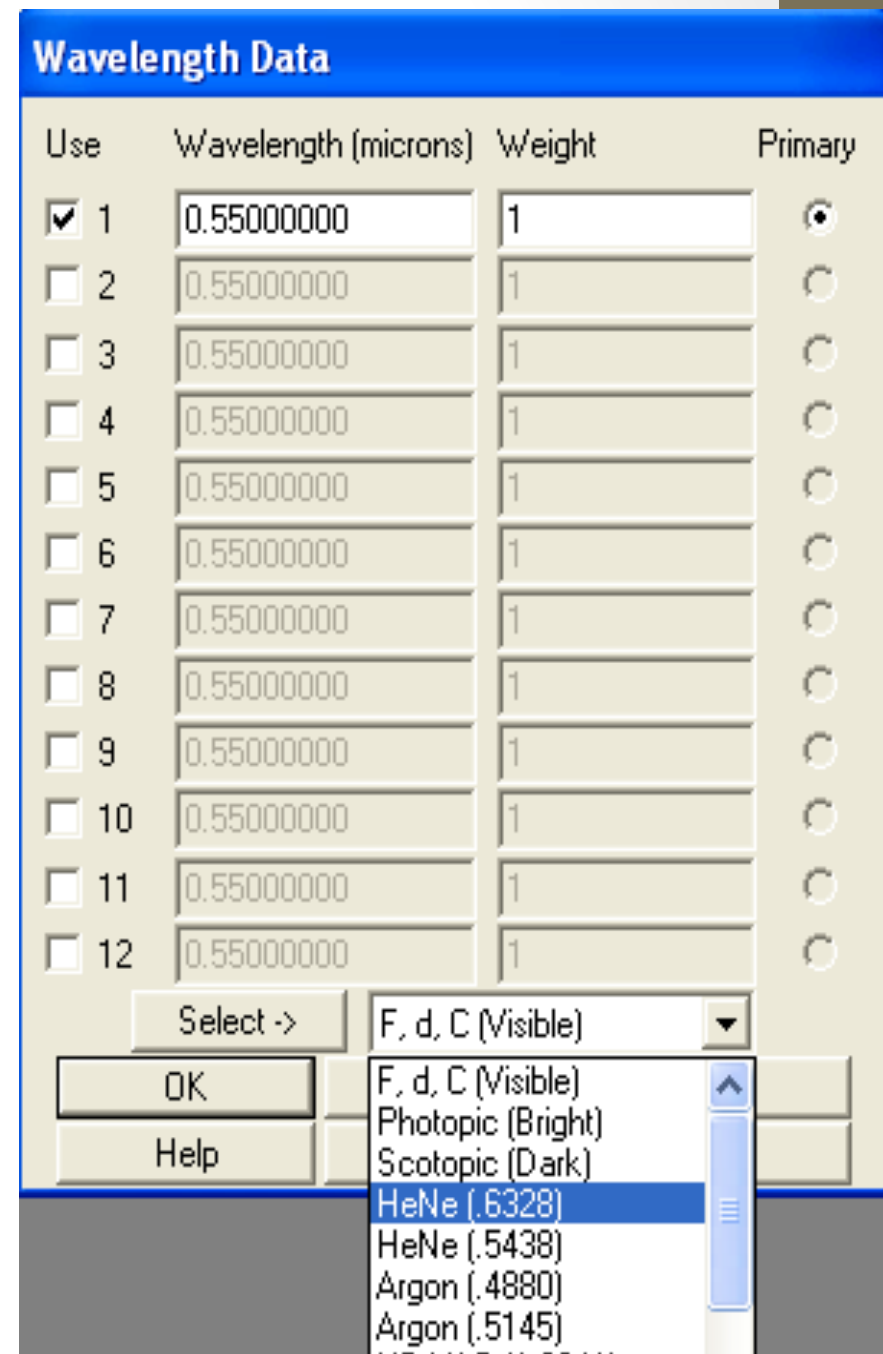 Wavelength Data
Use Wavelength (microns) Weight Primary
1 0.55000000 1
2 0.55000000 1
3 0.55000000 1
4 0.55000000 1
5 0.55000000 1
6 0.55000000 1
7 0.55000000 1
8 0.55000000 1
9 0.55000000 1
10 0.55000000 1
11 0.55000000 1
12 0.55000000 1
Select -> F, d, C (Visible)
OK
Help
F, d, C (Visible)
Photopic (Bright)
Scotopic (Dark)
HeNe (.6328)
HeNe (.5438)
Argon (.4880)
Argon (.5145)